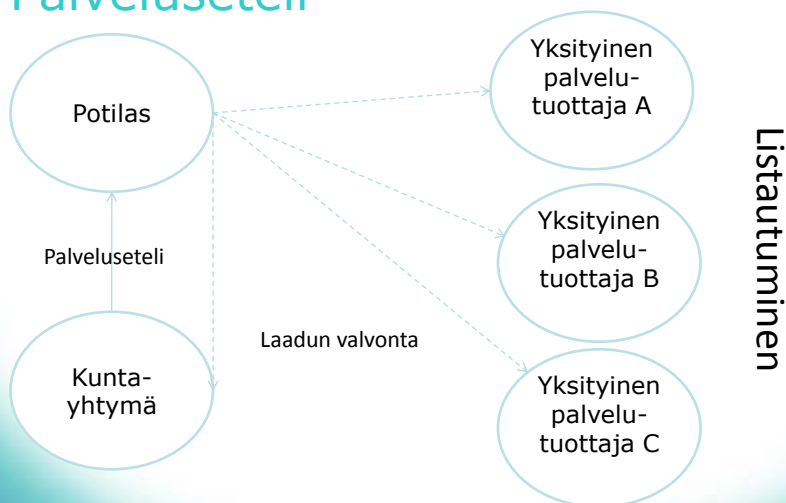 Palveluseteli
Potilas
Yksityinen
palvelu-
tuottaja A
Palveluseteli
Yksityinen
palvelu-
tuottaja B
Listautuminen
Laadun valvonta
Kunta-
yhtymä
Yksityinen
palvelu-
tuottaja C